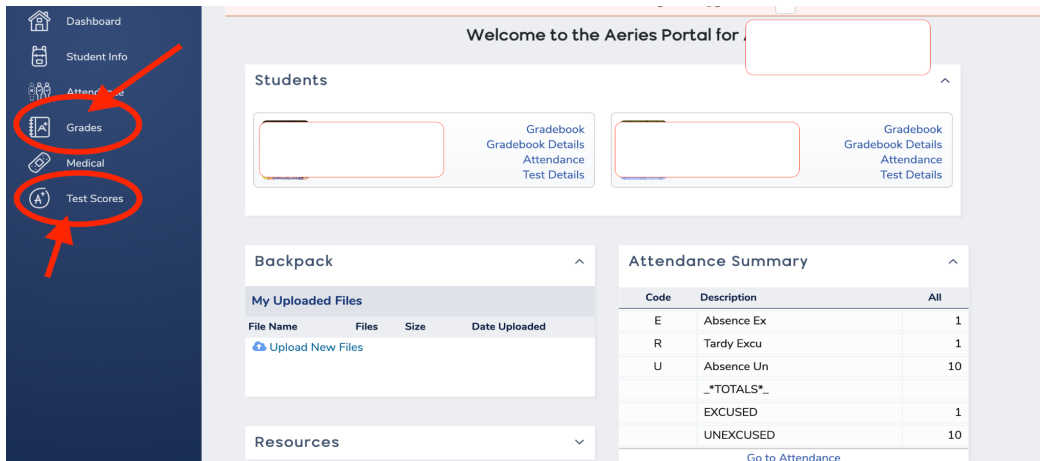 Dashboard
Student Info
Attendance
Grades
Medical
Test Scores
Welcome to the Aeries Portal for
Students
Gradebook
Gradebook Details
Attendance
Test Details
Gradebook
Gradebook Details
Attendance
Test Details
Backpack
My Uploaded Files
File Name Files Size Date Uploaded
Upload New Files
Resources
Attendance Summary
Code Description All
E Absence Ex 1
R Tardy Excu 1
U Absence Un 10
_*TOTALS*_
EXCUSED 1
UNEXCUSED 10
Go to Attendance